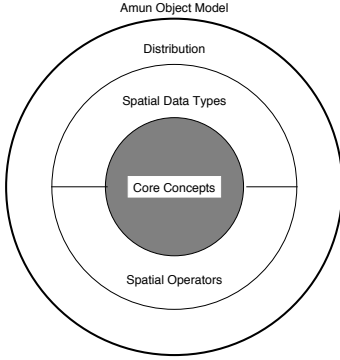 Amun Object Model
Distribution
Spatial Data Types
Core Concepts
Spatial Operators